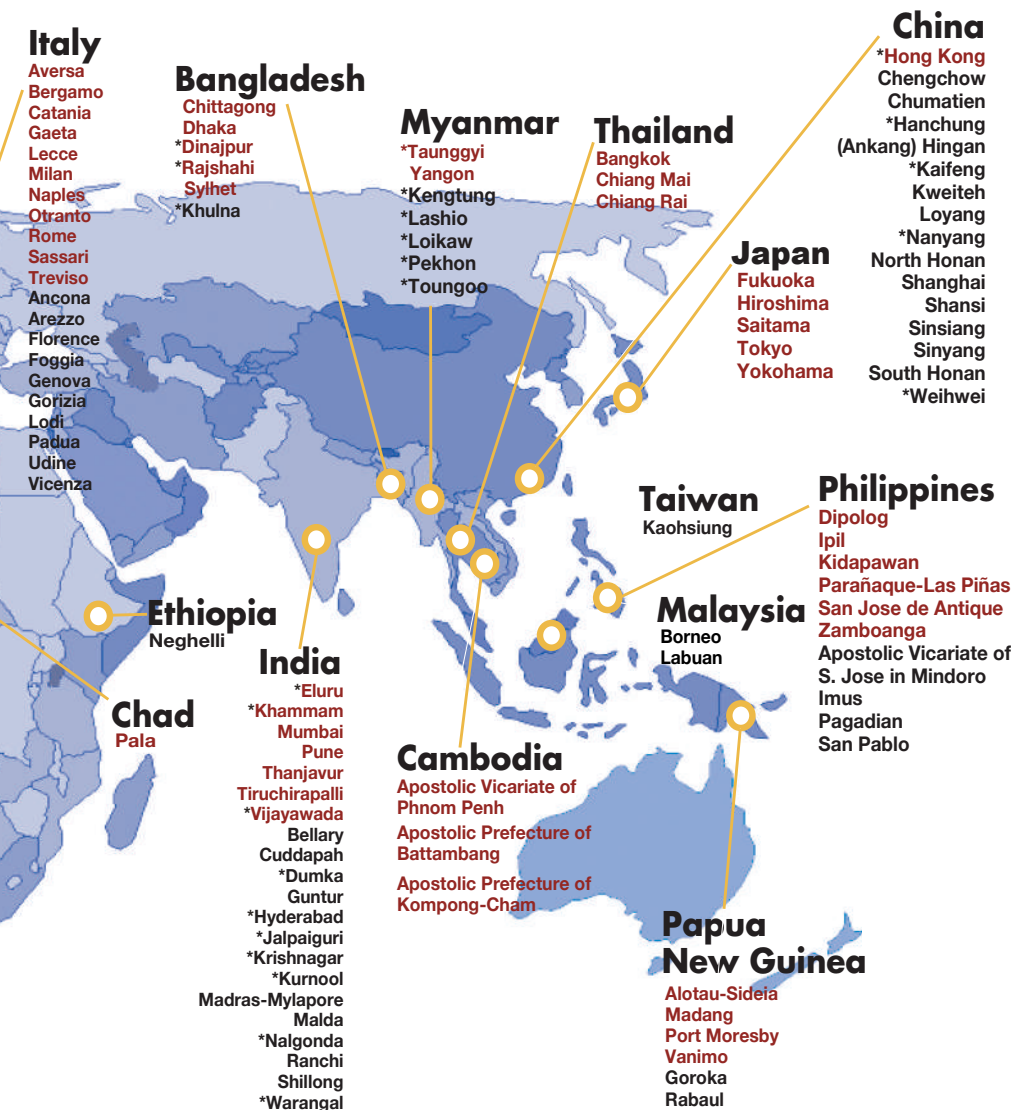 Italy
Aversa
Bergamo
Catania
Gaeta
Lecce
Milan
Naples
Otranto
Rome
Sassari
Treviso
Ancona
Arezzo
Florence
Foggia
Genova
Gorizia
Lodi
Padua
Udine
Vicenza
Bangladesh
Chittagong
Dhaka
*Dinajpur
*Rajshahi
Sylhet
*Khulna
Myanmar
*Taunggyi
Yangon
*Kengtung
*Lashio
*Loikaw
*Pekhon
*Toungoo
Thailand
Bangkok
Chiang Mai
Chiang Rai
China
*Hong Kong
Chengchow
Chumatien
*Hanchung
(Ankang) Hingan
*Kaifeng
Kweiteh
Loyang
*Nanyang
North Honan
Shanghai
Shansi
Sinsiang
Sinyang
South Honan
*Weihwei
Japan
Fukuoka
Hiroshima
Saitama
Tokyo
Yokohama
Taiwan
Kaohsiung
Philippines
Dipolog
Ipil
Kidapawan
Parañaque-Las Piñas
San Jose de Antique
Zamboanga
Apostolic Vicariate of
S. Jose in Mindoro
Imus
Pagadian
San Pablo
Malaysia
Borneo
Labuan
Ethiopia
Neghelli
Chad
Pala
India
*Eluru
*Khammam
Mumbai
Pune
Thanjavur
Tiruchirapalli
*Vijayawada
Bellary
Cuddapah
*Dumka
Guntur
*Hyderabad
*Jalpaiguri
*Krishnagar
*Kurnool
Madras-Mylapore
Malda
*Nalgonda
Ranchi
Shillong
*Warangal
Cambodia
Apostolic Vicariate of
Phnom Penh
Apostolic Prefecture of
Battambang
Apostolic Prefecture of
Kompong-Cham
Papua
New Guinea
Alotau-Sideia
Madang
Port Moresby
Vanimo
Goroka
Rabaul